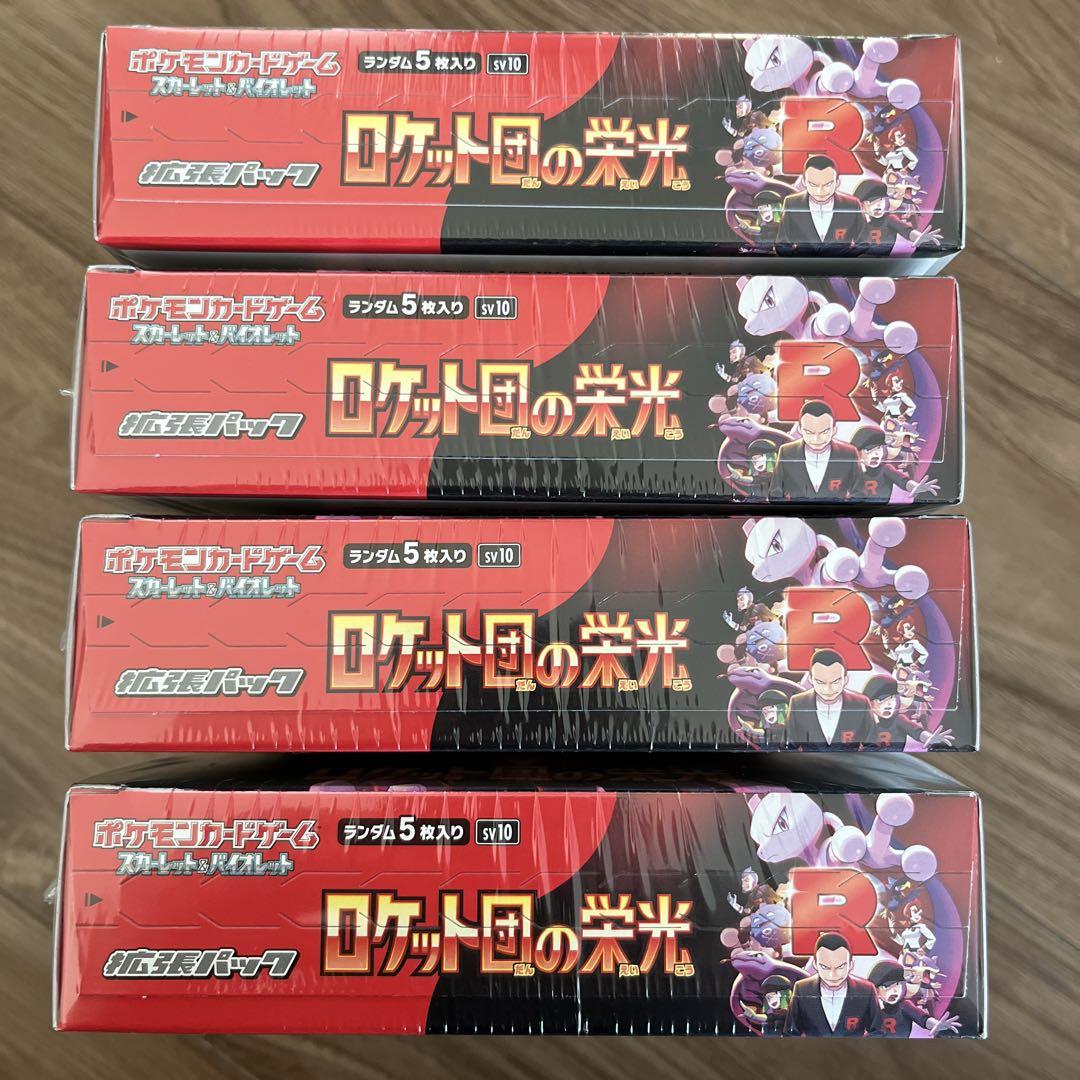 ポケモンカードゲーム
スカーレット&バイオレット
ランダム5枚入り sv10
拡張パック
ロケット団の栄光
だん えい こう
R
R R
ポケモンカードゲーム
スカーレット&バイオレット
ランダム5枚入り sv10
拡張パック
ロケット団の栄光
だん えい こう
R
R R
ポケモンカードゲーム
スカーレット&バイオレット
ランダム5枚入り sv10
拡張パック
ロケット団の栄光
だん えい こう
R
R R
ポケモンカードゲーム
スカーレット&バイオレット
ランダム5枚入り sv10
拡張パック
ロケット団の栄光
だん えい こう
R
R R